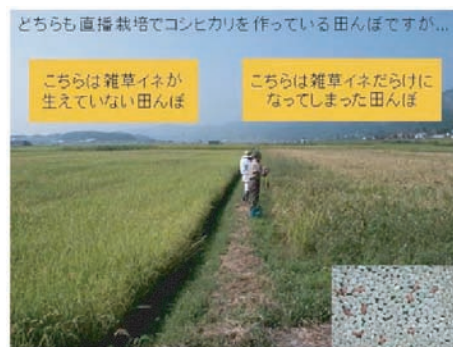 どちらも直播栽培でコシヒカリを作っている田んぼですが...
こちらは雑草イネが
生えていない田んぼ
こちらは雑草イネだらけに
なってしまった田んぼ